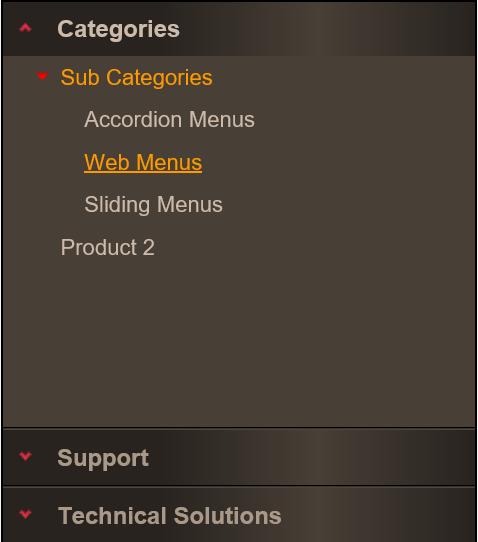 Categories
Sub Categories
Accordion Menus
Web Menus
Sliding Menus
Product 2
Support
Technical Solutions